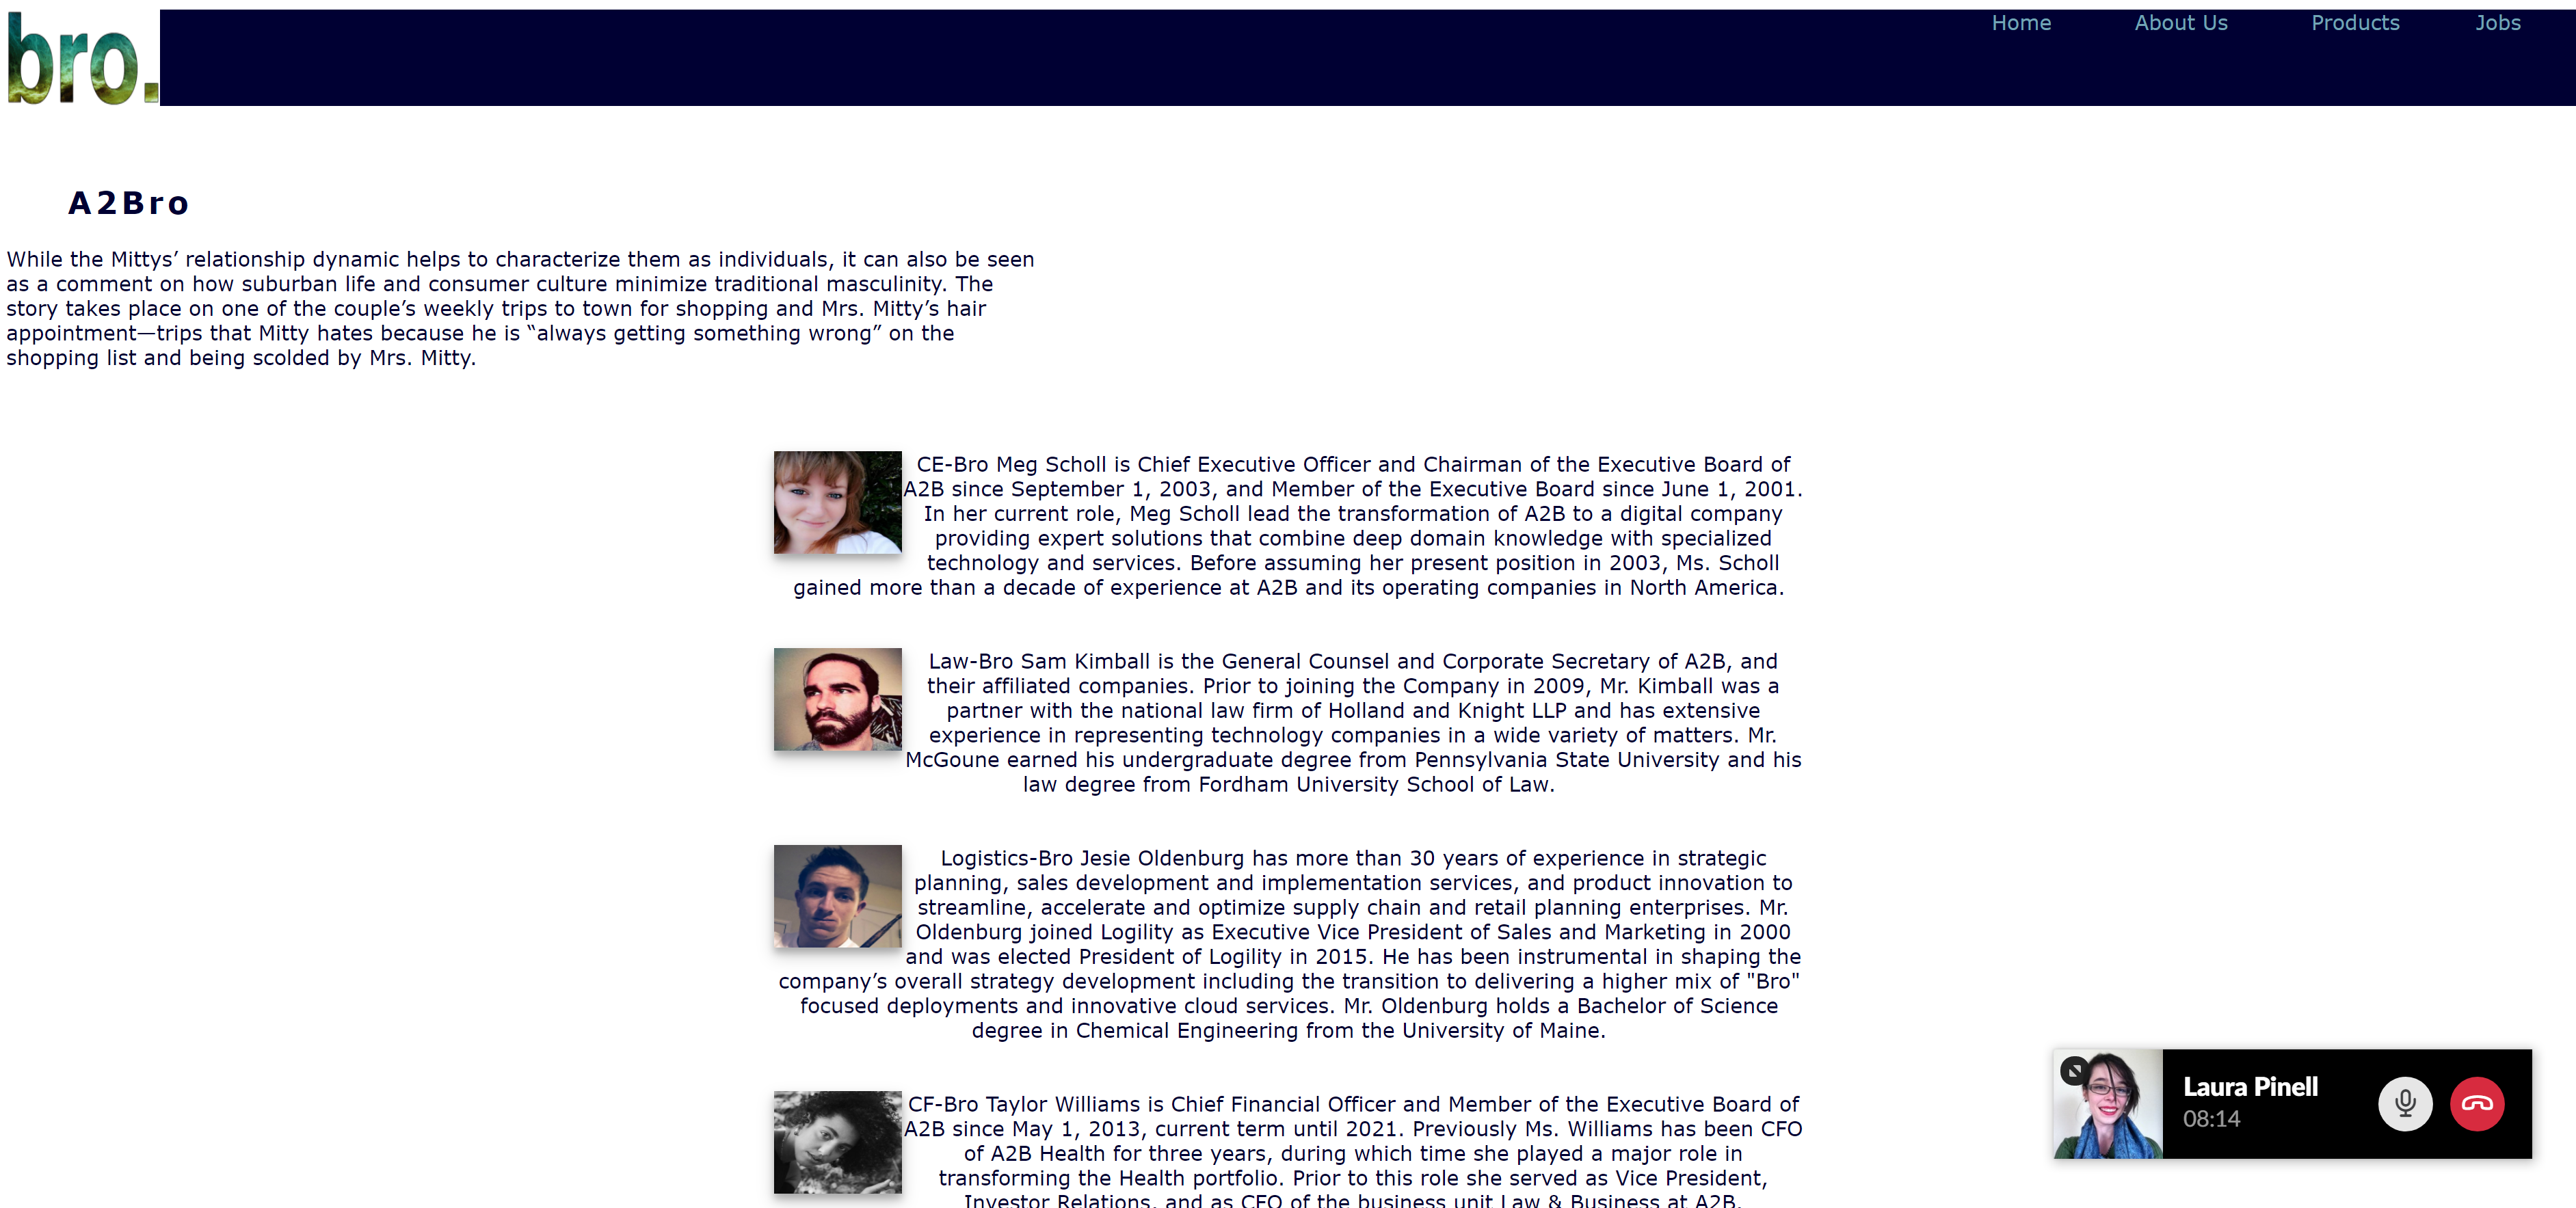 bro.
Home About Us Products Jobs
A2Bro
While the Mittys’ relationship dynamic helps to characterize them as individuals, it can also be seen
as a comment on how suburban life and consumer culture minimize traditional masculinity. The
story takes place on one of the couple’s weekly trips to town for shopping and Mrs. Mitty’s hair
appointment—trips that Mitty hates because he is “always getting something wrong” on the
shopping list and being scolded by Mrs. Mitty.
CE-Bro Meg Scholl is Chief Executive Officer and Chairman of the Executive Board of
A2B since September 1, 2003, and Member of the Executive Board since June 1, 2001.
In her current role, Meg Scholl lead the transformation of A2B to a digital company
providing expert solutions that combine deep domain knowledge with specialized
technology and services. Before assuming her present position in 2003, Ms. Scholl
gained more than a decade of experience at A2B and its operating companies in North America.
Law-Bro Sam Kimball is the General Counsel and Corporate Secretary of A2B, and
their affiliated companies. Prior to joining the Company in 2009, Mr. Kimball was a
partner with the national law firm of Holland and Knight LLP and has extensive
experience in representing technology companies in a wide variety of matters. Mr.
McGoune earned his undergraduate degree from Pennsylvania State University and his
law degree from Fordham University School of Law.
Logistics-Bro Jesie Oldenburg has more than 30 years of experience in strategic
planning, sales development and implementation services, and product innovation to
streamline, accelerate and optimize supply chain and retail planning enterprises. Mr.
Oldenburg joined Logility as Executive Vice President of Sales and Marketing in 2000
and was elected President of Logility in 2015. He has been instrumental in shaping the
company’s overall strategy development including the transition to delivering a higher mix of "Bro"
focused deployments and innovative cloud services. Mr. Oldenburg holds a Bachelor of Science
degree in Chemical Engineering from the University of Maine.
CF-Bro Taylor Williams is Chief Financial Officer and Member of the Executive Board of
A2B since May 1, 2013, current term until 2021. Previously Ms. Williams has been CFO
of A2B Health for three years, during which time she played a major role in
transforming the Health portfolio. Prior to this role she served as Vice President,
Investor Relations, and as CFO of the business unit Law & Business at A2B.
Laura Pinell
08:14